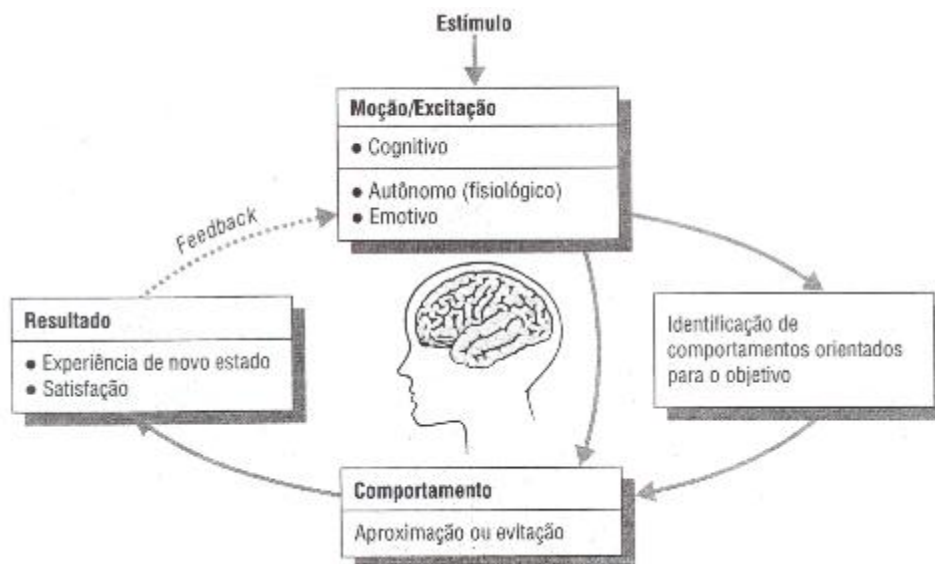 Estímulo
Moção/Excitação
● Cognitivo
● Autônomo (fisiológico)
● Emotivo
Feedback
Resultado
● Experiência de novo estado
● Satisfação
Identificação de
comportamentos orientados
para o objetivo
Comportamento
Aproximação ou evitação